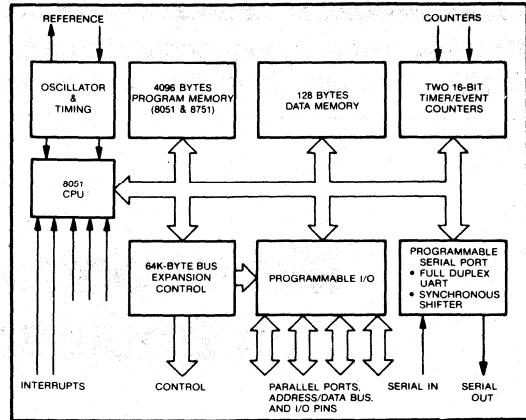 REFERENCE
COUNTERS
OSCILLATOR
&
TIMING
4096 BYTES
PROGRAM MEMORY
(8051 & 8751)
128 BYTES
DATA MEMORY
TWO 16-BIT
TIMER/EVENT
COUNTERS
8051
CPU
64K-BYTE BUS
EXPANSION
CONTROL
PROGRAMMABLE I/O
PROGRAMMABLE
SERIAL PORT
• FULL DUPLEX
UART
• SYNCHRONOUS
SHIFTER
INTERRUPTS
CONTROL
PARALLEL PORTS,
ADDRESS/DATA BUS.
AND I/O PINS
SERIAL IN
SERIAL
OUT